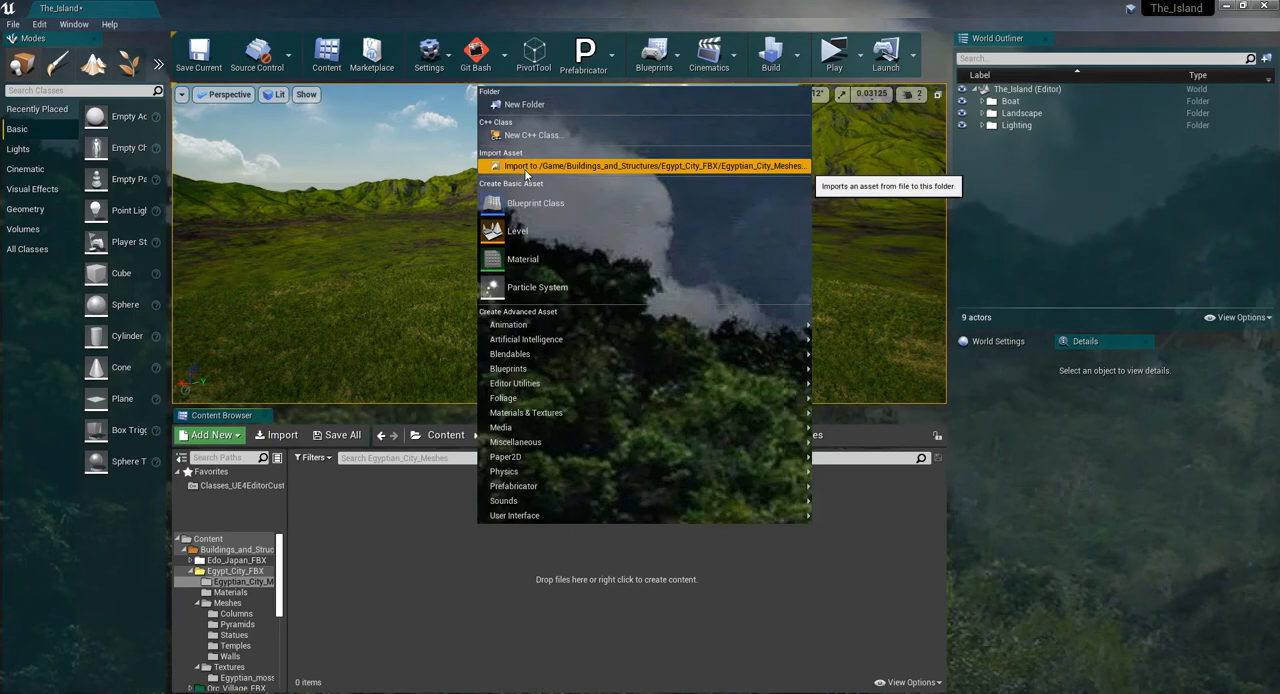 The_Island*
The_Island
File Edit Window Help
Modes
Search Classes
Recently Placed
Basic
Lights
Cinematic
Visual Effects
Geometry
Volumes
All Classes
Empty Ac
Empty Ch
Empty Pa
Point Ligh
Player St
Cube
Sphere
Cylinder
Cone
Plane
Box Trigg
Sphere T
Save Current
Source Control
Content
Marketplace
Settings
Git Bash
PivotTool
Prefabricator
Blueprints
Cinematics
Build
Play
Launch
Perspective
Lit
Show
12°
0.03125
2
Folder
New Folder
C++ Class
New C++ Class...
Import Asset
Import to /Game/Buildings_and_Structures/Egypt_City_FBX/Egyptian_City_Meshes...
Create Basic Asset
Blueprint Class
Level
Material
Particle System
Create Advanced Asset
Animation
Artificial Intelligence
Blendables
Blueprints
Editor Utilities
Foliage
Materials & Textures
Media
Miscellaneous
Paper2D
Physics
Prefabricator
Sounds
User Interface
Imports an asset from file to this folder.
Y
Content Browser
Add New
Import
Save All
Content
es
Search Paths
Filters
Search Egyptian_City_Meshes
Favorites
Classes_UE4EditorCust
Content
Buildings_and_Struc
Edo_Japan_FBX
Egypt_City_FBX
Egyptian_City_M
Materials
Meshes
Columns
Pyramids
Statues
Temples
Walls
Textures
Egyptian_moss
Orc_Village_FBX
Drop files here or right click to create content.
0 items
View Options
World Outliner
Search...
Label Type
The_Island (Editor) World
Boat Folder
Landscape Folder
Lighting Folder
9 actors
View Options
World Settings
Details
Select an object to view details.